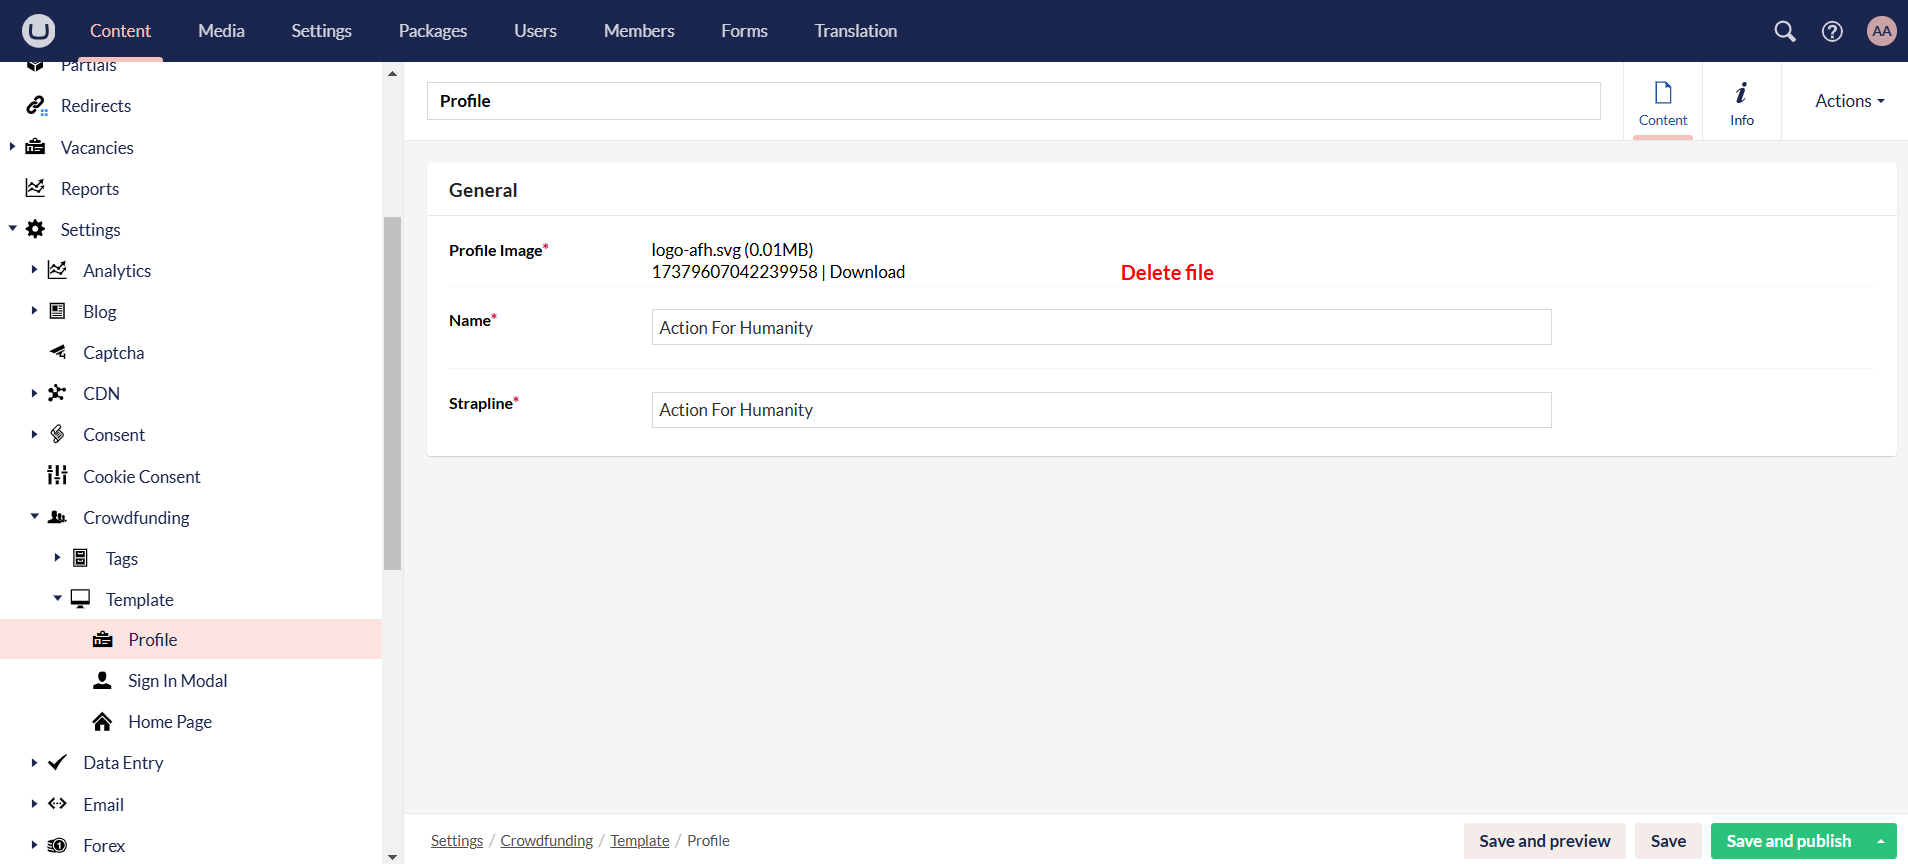 Content Media Settings Packages Users Members Forms Translation AA
Partials
Redirects
Vacancies
Reports
Settings
Analytics
Blog
Captcha
CDN
Consent
Cookie Consent
Crowdfunding
Tags
Template
Profile
Sign In Modal
Home Page
Data Entry
Email
Forex
Profile
Content
Info
Actions
General
Profile Image*
logo-afh.svg (0.01MB)
17379607042239958 | Download
Delete file
Name*
Action For Humanity
Strapline*
Action For Humanity
Settings / Crowdfunding / Template / Profile
Save and preview
Save
Save and publish